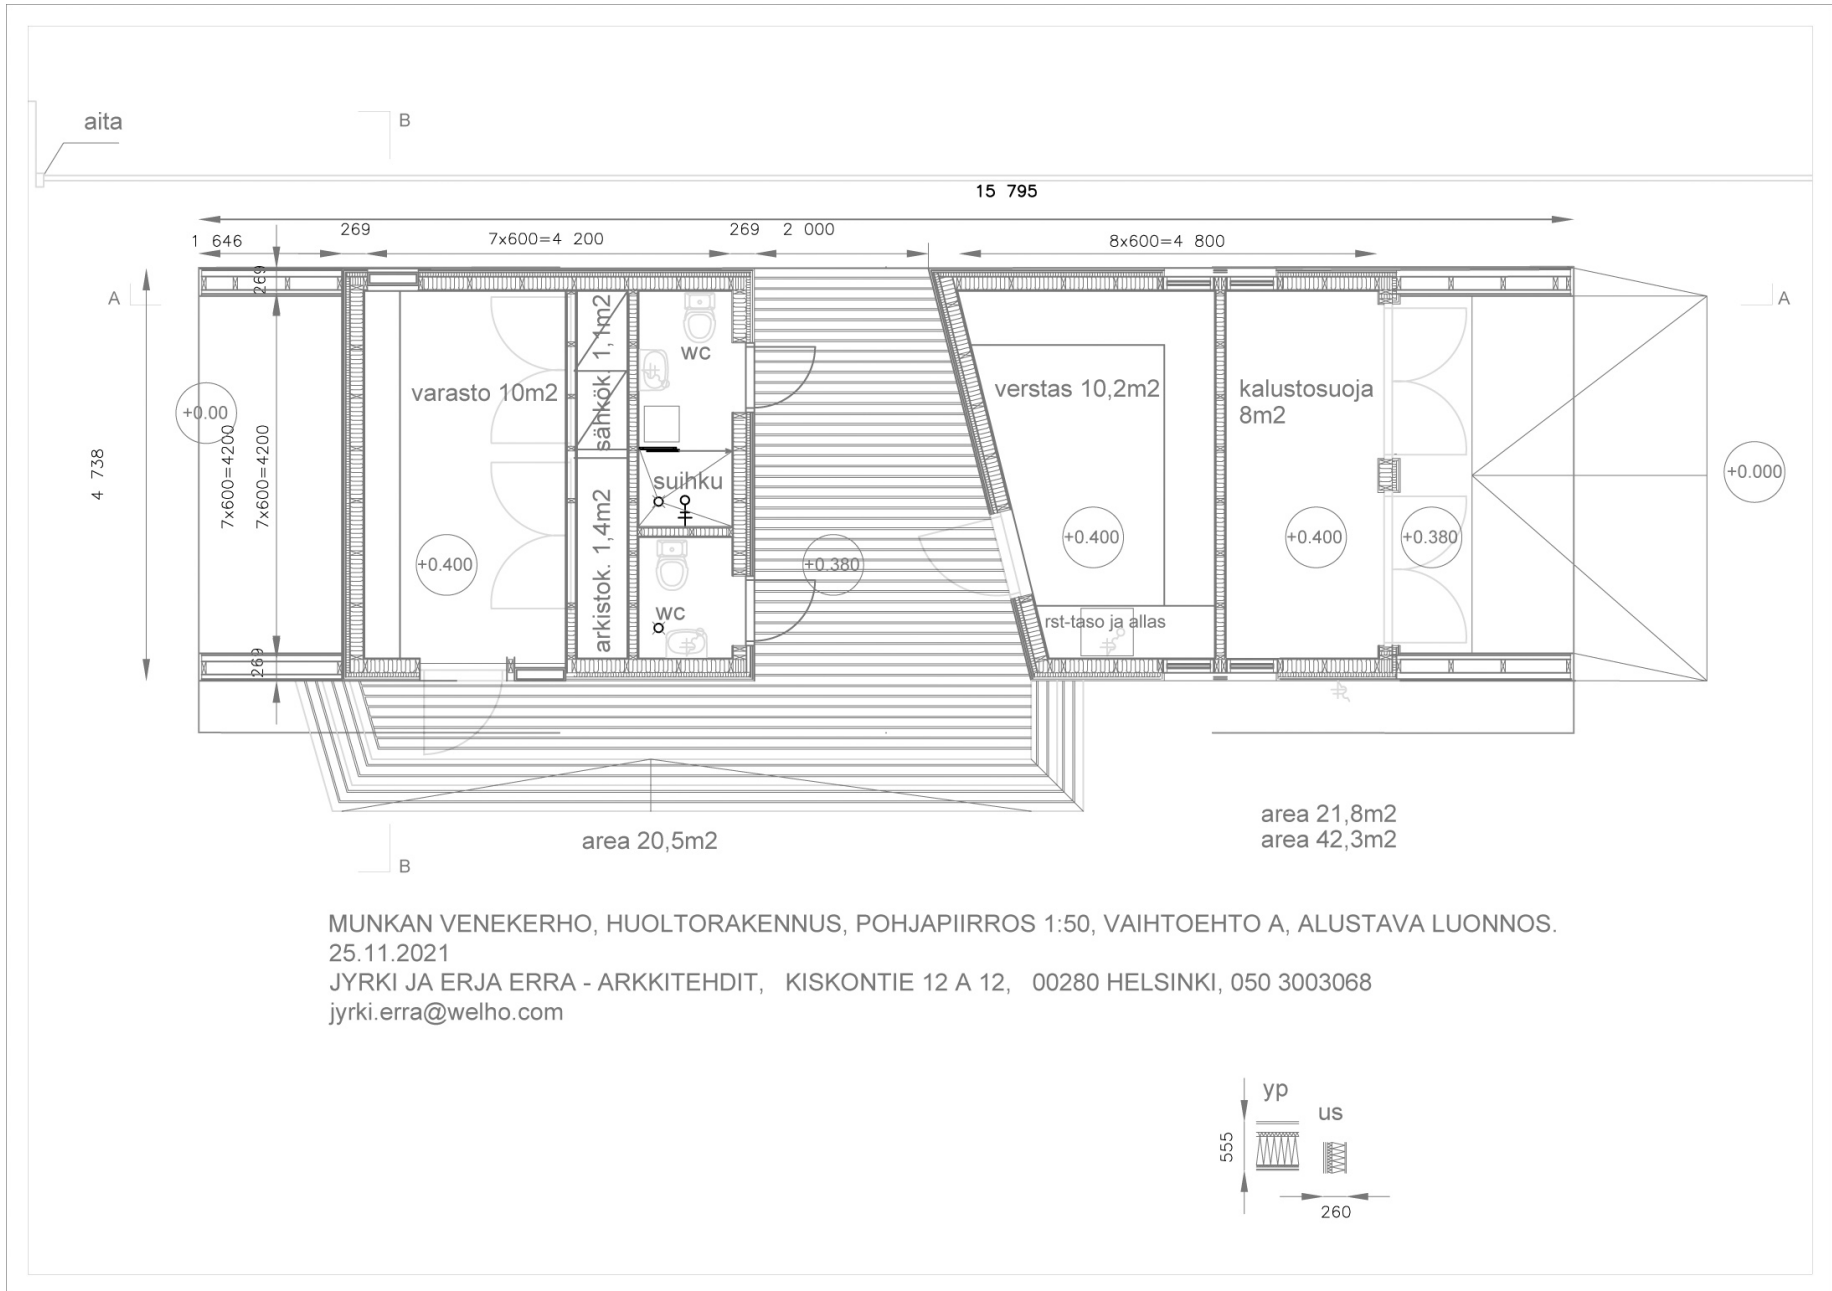 aita
B
15 795
1 646
269
7x600=4 200
269
2 000
8x600=4 800
A
269
A
varasto 10m2
sähkök. 1,1m2
wc
verstas 10,2m2
kalustosuoja
8m2
+0.00
7x600=4200
7x600=4200
4 738
suihku
+0.000
arkistok. 1,4m2
+0.400
+0.380
+0.400
+0.400
+0.380
wc
rst-taso ja allas
269
area 20,5m2
area 21,8m2
area 42,3m2
B
MUNKAN VENEKERHO, HUOLTORAKENNUS, POHJAPIIRROS 1:50, VAIHTOEHTO A, ALUSTAVA LUONNOS.
25.11.2021
JYRKI JA ERJA ERRA - ARKKITEHDIT, KISKONTIE 12 A 12, 00280 HELSINKI, 050 3003068
jyrki.erra@welho.com
yp
us
555
260